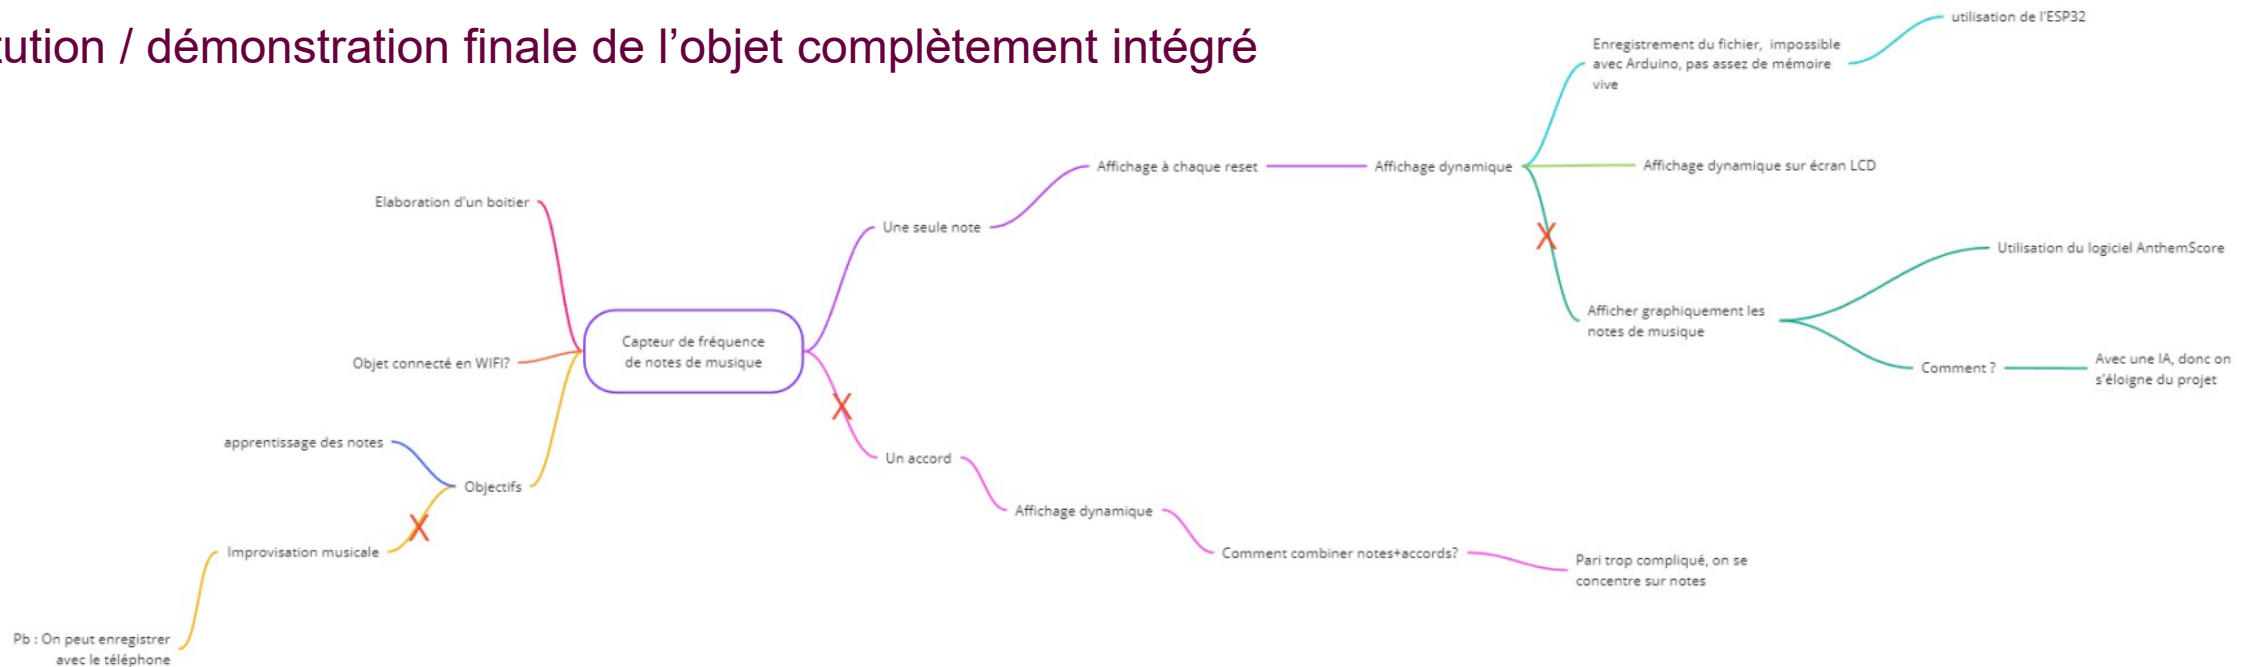 tution / démonstration finale de l’objet complètement intégré
utilisation de l'ESP32
Enregistrement du fichier, impossible
avec Arduino, pas assez de mémoire
vive
Affichage à chaque reset
Affichage dynamique
Affichage dynamique sur écran LCD
Elaboration d'un boitier
Une seule note
X
Utilisation du logiciel AnthemScore
Afficher graphiquement les
notes de musique
Capteur de fréquence
de notes de musique
Objet connecté en WIFI?
Comment ?
Avec une IA, donc on
s'éloigne du projet
X
apprentissage des notes
Un accord
Objectifs
Affichage dynamique
X
Improvisation musicale
Comment combiner notes+accords?
Pari trop compliqué, on se
concentre sur notes
Pb : On peut enregistrer
avec le téléphone